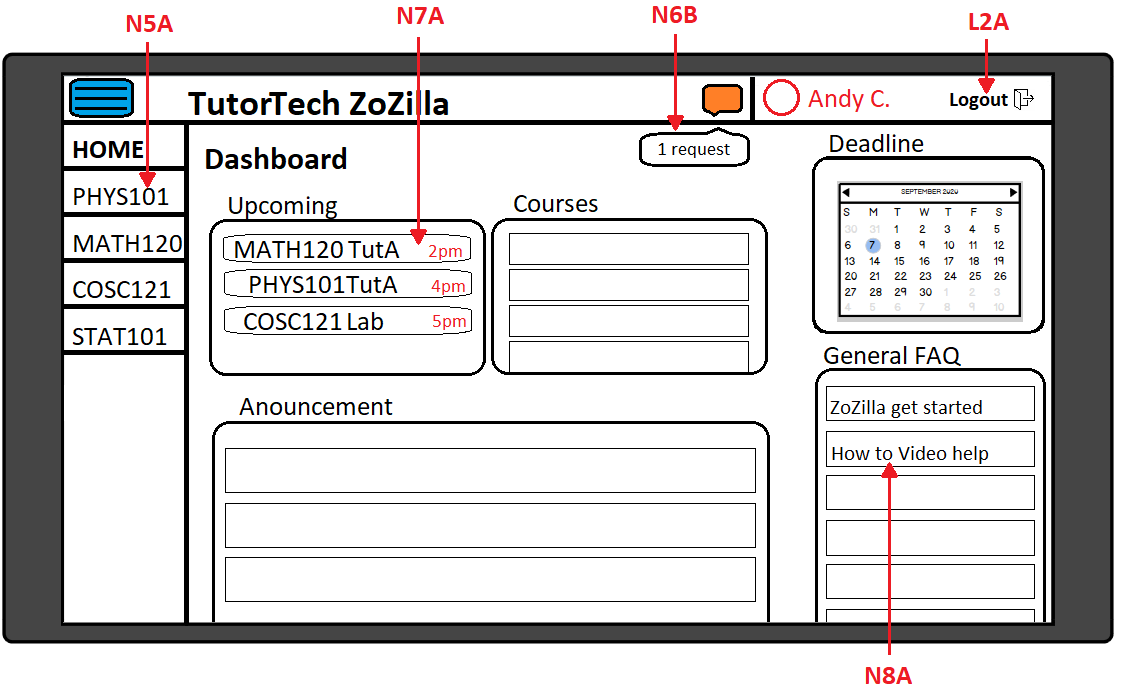 N5A
N7A
N6B
L2A
TutorTech ZoZilla
Andy C.
Logout
HOME
PHYS101
MATH120
COSC121
STAT101
Dashboard
1 request
Upcoming
MATH120 TutA 2pm
PHYS101TutA 4pm
COSC121 Lab 5pm
Courses
Deadline
SEPTEMBER 2020
S M T W T F S
30 31 1 2 3 4 5
6 7 8 9 10 11 12
13 14 15 16 17 18 19
20 21 22 23 24 25 26
27 28 29 30 1 2 3
4 5 6 7 8 9 10
Anouncement
General FAQ
ZoZilla get started
How to Video help
N8A